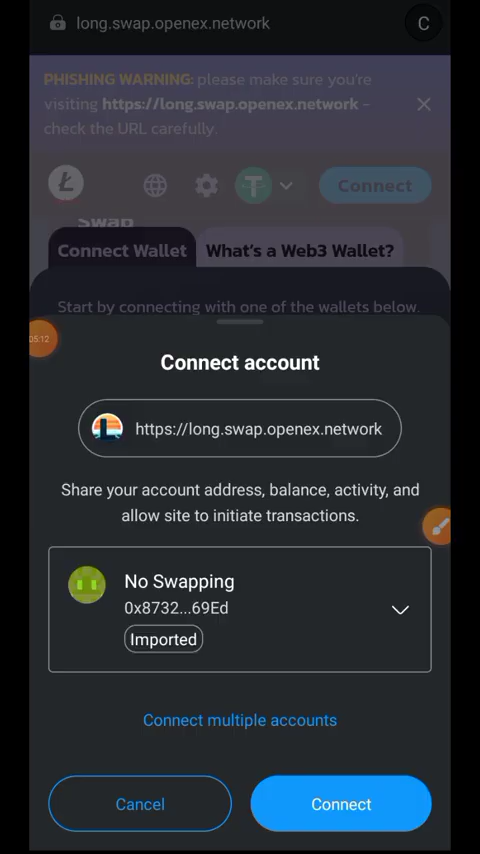 long.swap.openex.network
C
PHISHING WARNING: please make sure you're
visiting https://long.swap.openex.network -
check the URL carefully.
Connect
Swap
Connect Wallet
What's a Web3 Wallet?
Start by connecting with one of the wallets below.
05:12
Connect account
https://long.swap.openex.network
Share your account address, balance, activity, and
allow site to initiate transactions.
No Swapping
0x8732...69Ed
Imported
Connect multiple accounts
Cancel
Connect